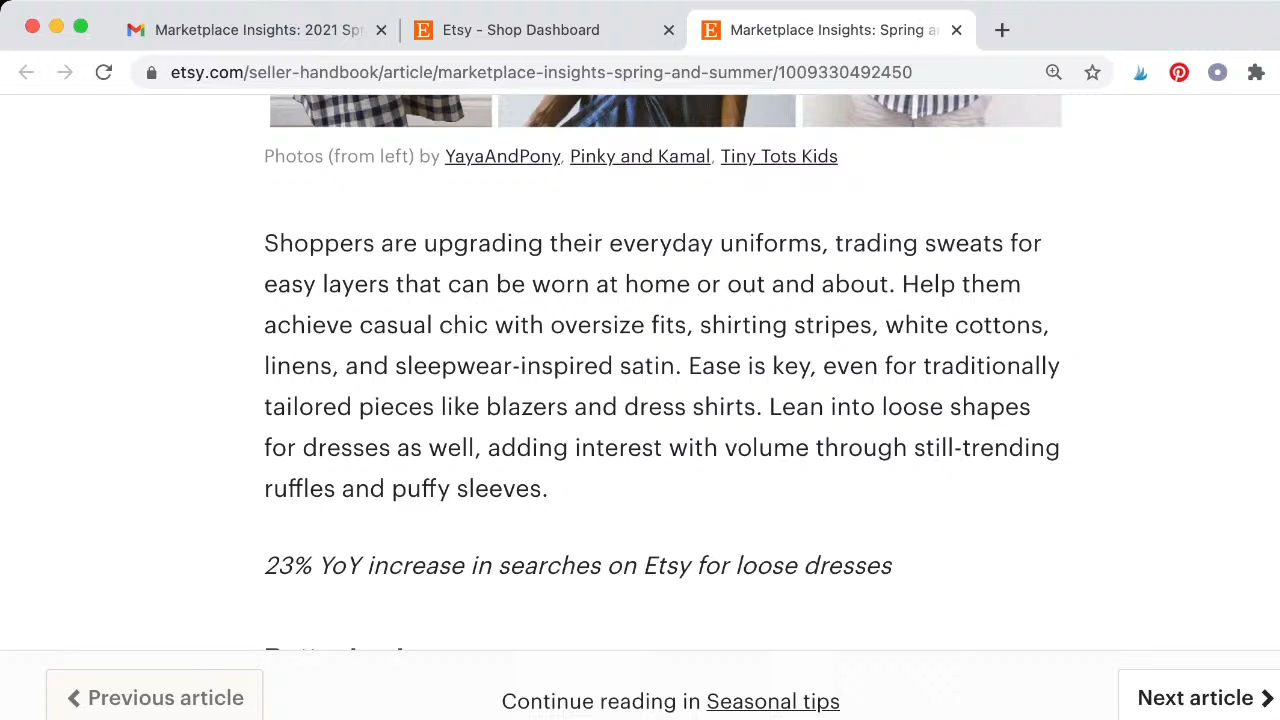 Marketplace Insights: 2021 Spr
Etsy - Shop Dashboard
Marketplace Insights: Spring a
etsy.com/seller-handbook/article/marketplace-insights-spring-and-summer/1009330492450
Photos (from left) by YayaAndPony, Pinky and Kamal, Tiny Tots Kids
Shoppers are upgrading their everyday uniforms, trading sweats for
easy layers that can be worn at home or out and about. Help them
achieve casual chic with oversize fits, shirting stripes, white cottons,
linens, and sleepwear-inspired satin. Ease is key, even for traditionally
tailored pieces like blazers and dress shirts. Lean into loose shapes
for dresses as well, adding interest with volume through still-trending
ruffles and puffy sleeves.
23% YoY increase in searches on Etsy for loose dresses
Previous article
Continue reading in Seasonal tips
Next article